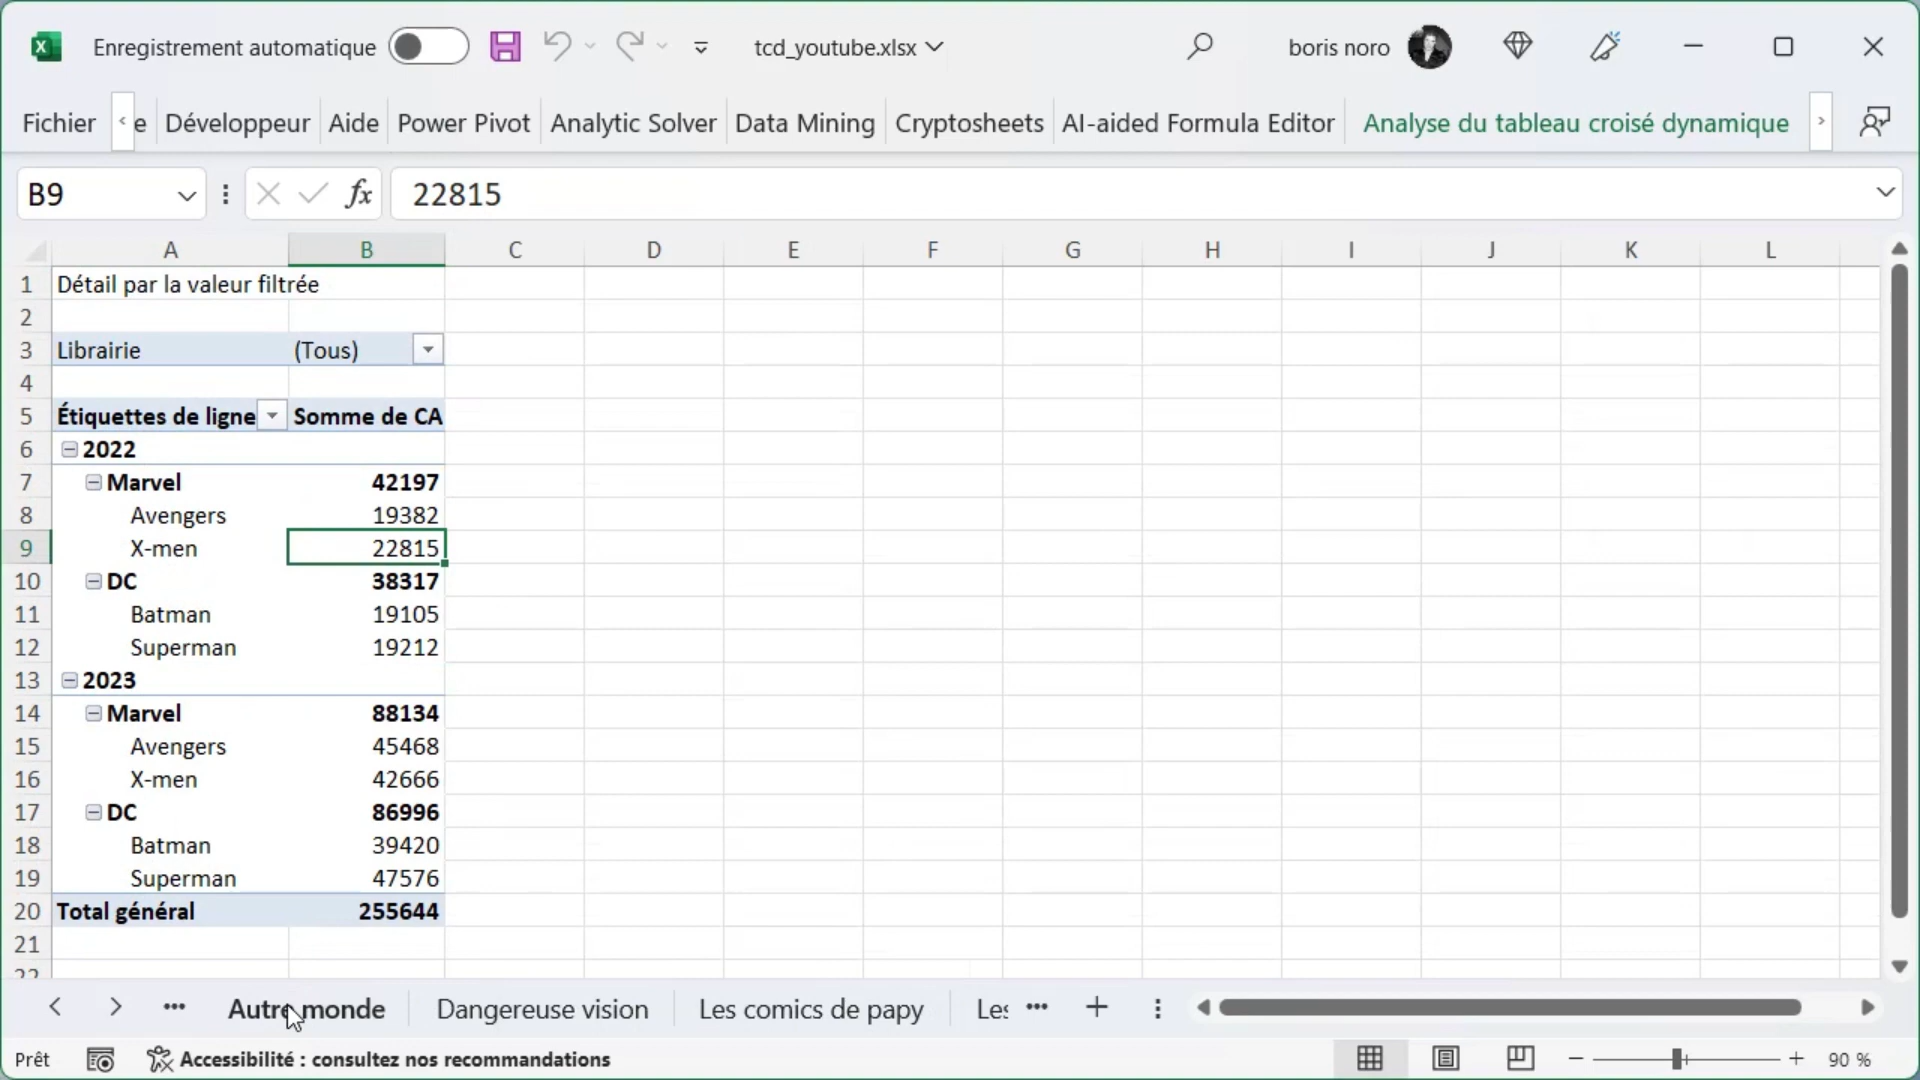 Enregistrement automatique
tcd_youtube.xlsx
boris noro
Fichier
e
Développeur
Aide
Power Pivot
Analytic Solver
Data Mining
Cryptosheets
AI-aided Formula Editor
Analyse du tableau croisé dynamique
B9
fx
22815
A B C D E F G H I J K L
1 Détail par la valeur filtrée
2
3 Librairie (Tous)
4
5 Étiquettes de ligne Somme de CA
6 2022
7 Marvel 42197
8 Avengers 19382
9 X-men 22815
10 DC 38317
11 Batman 19105
12 Superman 19212
13 2023
14 Marvel 88134
15 Avengers 45468
16 X-men 42666
17 DC 86996
18 Batman 39420
19 Superman 47576
20 Total général 255644
21
22
Autre monde
Dangereuse vision
Les comics de papy
Les
Prêt
Accessibilité : consultez nos recommandations
90 %